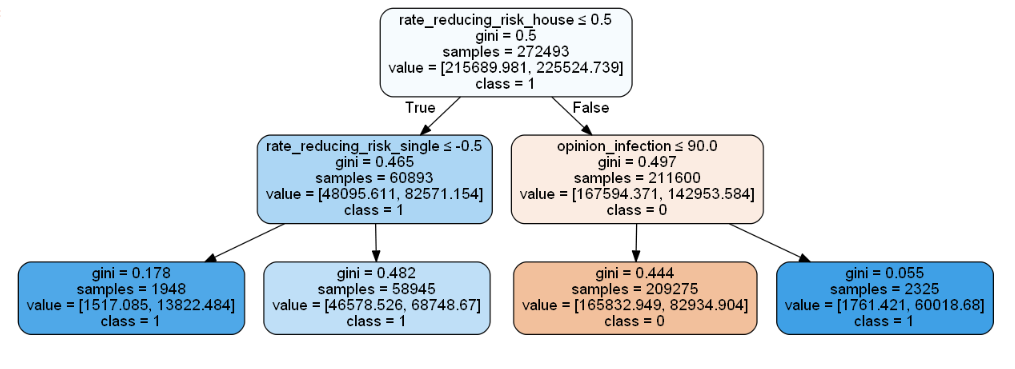 rate_reducing_risk_house ≤ 0.5
gini = 0.5
samples = 272493
value = [215689.981, 225524.739]
class = 1
True
False
rate_reducing_risk_single ≤ -0.5
gini = 0.465
samples = 60893
value = [48095.611, 82571.154]
class = 1
opinion_infection ≤ 90.0
gini = 0.497
samples = 211600
value = [167594.371, 142953.584]
class = 0
gini = 0.178
samples = 1948
value = [1517.085, 13822.484]
class = 1
gini = 0.482
samples = 58945
value = [46578.526, 68748.67]
class = 1
gini = 0.444
samples = 209275
value = [165832.949, 82934.904]
class = 0
gini = 0.055
samples = 2325
value = [1761.421, 60018.68]
class = 1